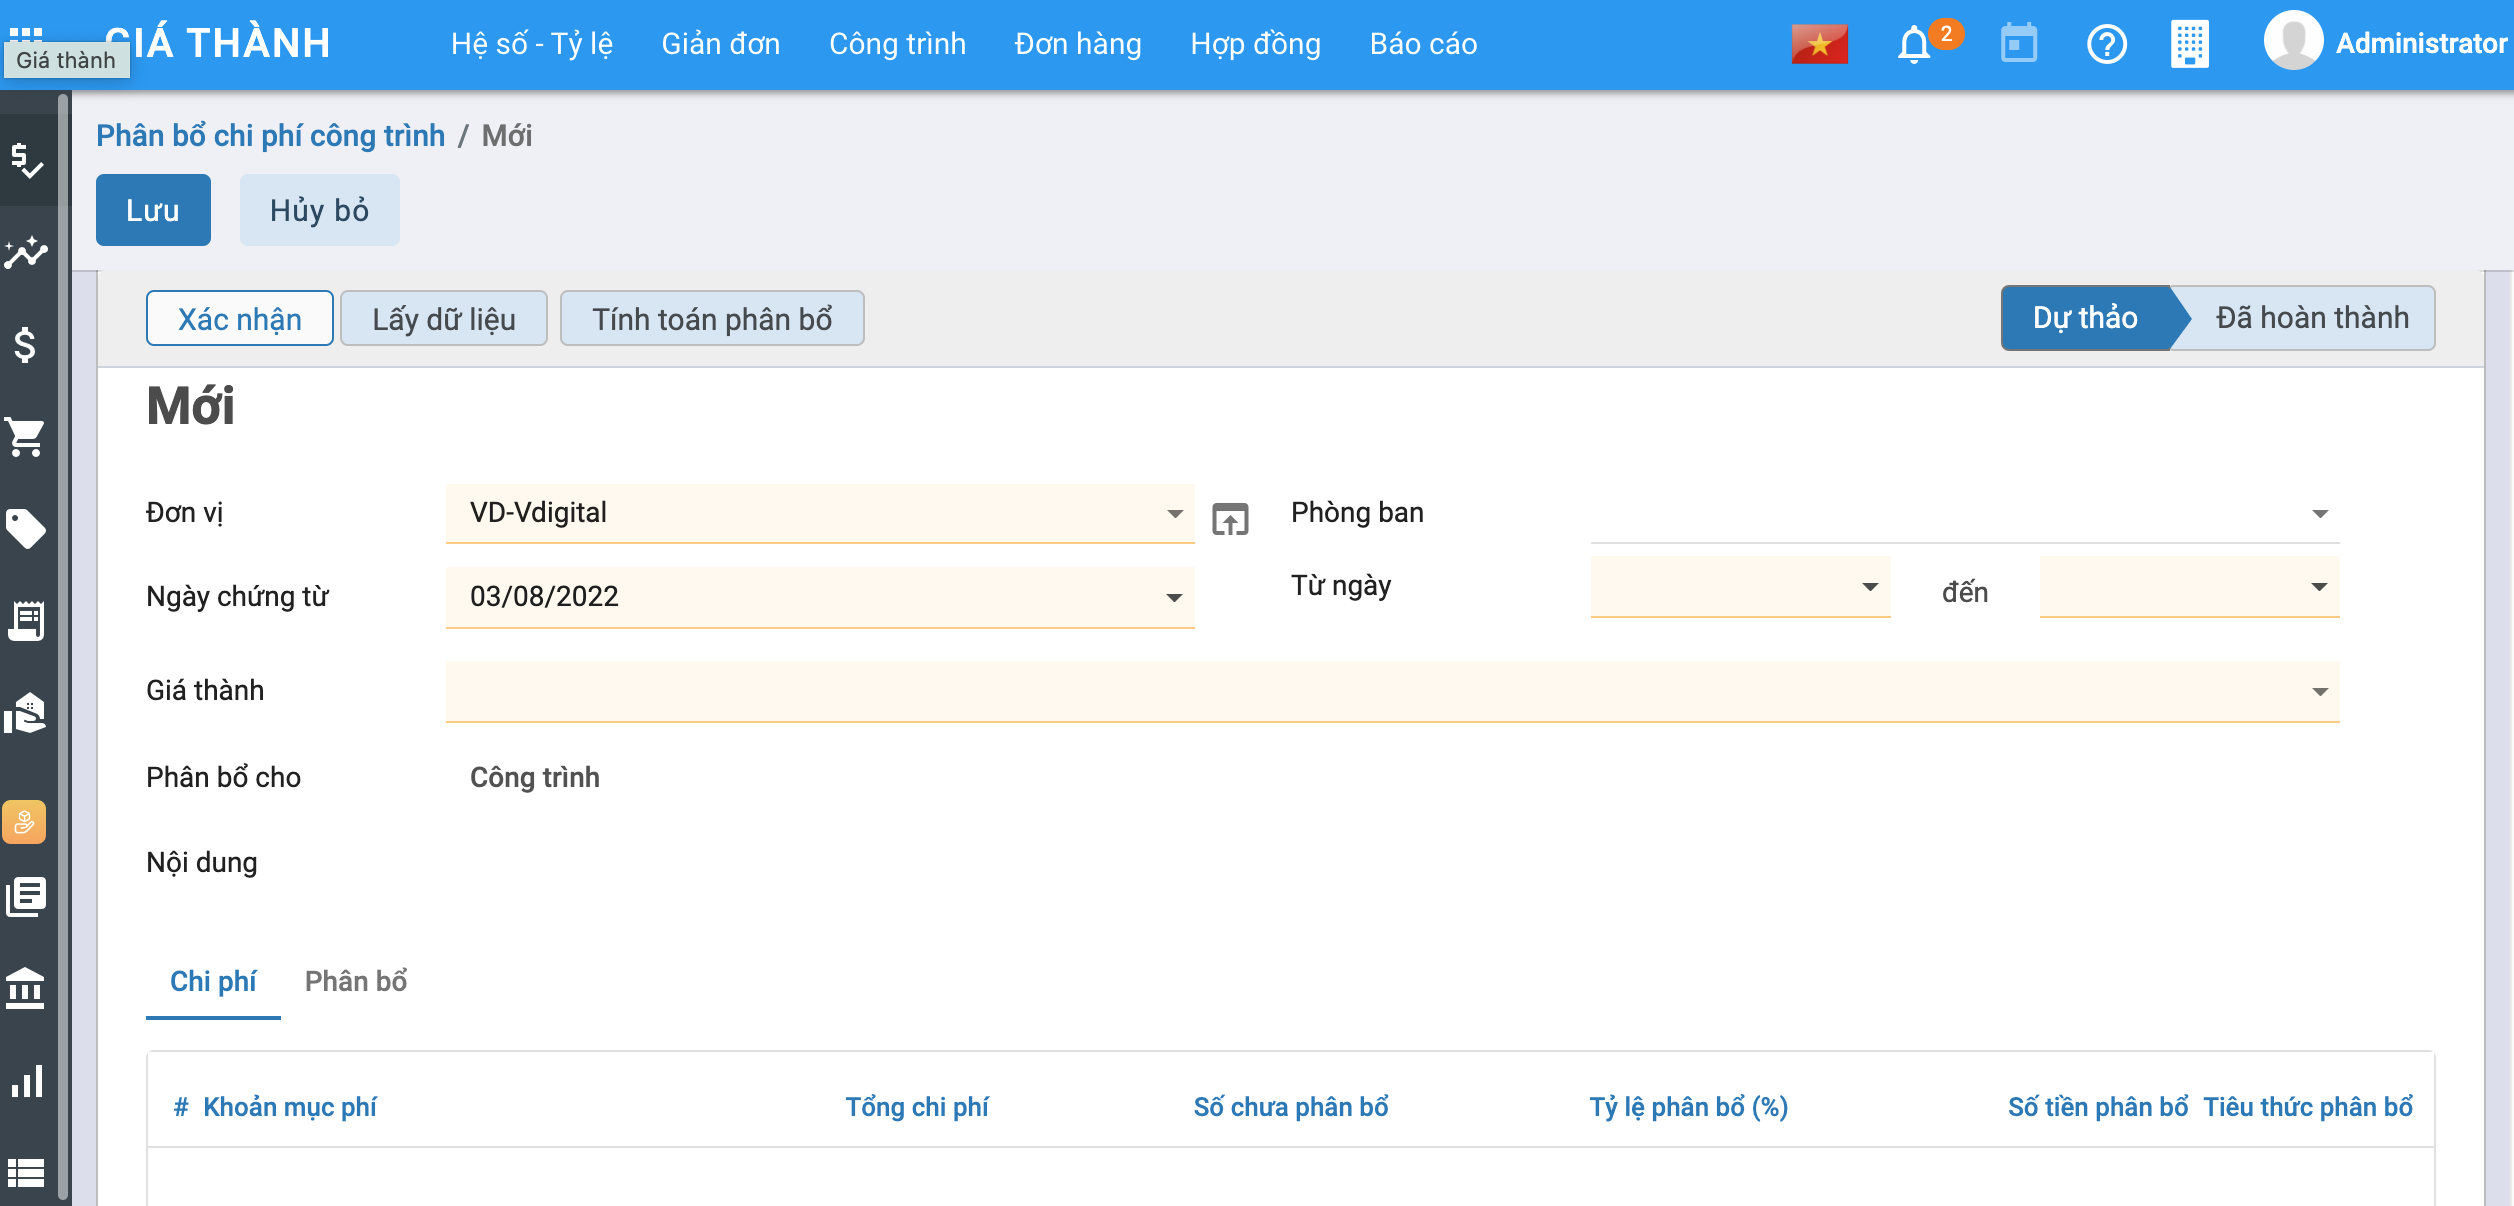 GIÁ THÀNH
Giá thành
Hệ số - Tỷ lệ Giản đơn Công trình Đơn hàng Hợp đồng Báo cáo
2
Administrator
Phân bổ chi phí công trình / Mới
Lưu Hủy bỏ
Xác nhận Lấy dữ liệu Tính toán phân bổ
Dự thảo Đã hoàn thành
Mới
Đơn vị VD-Vdigital Phòng ban
Ngày chứng từ 03/08/2022 Từ ngày đến
Giá thành
Phân bổ cho Công trình
Nội dung
Chi phí Phân bổ
# Khoản mục phí Tổng chi phí Số chưa phân bổ Tỷ lệ phân bổ (%) Số tiền phân bổ Tiêu thức phân bổ